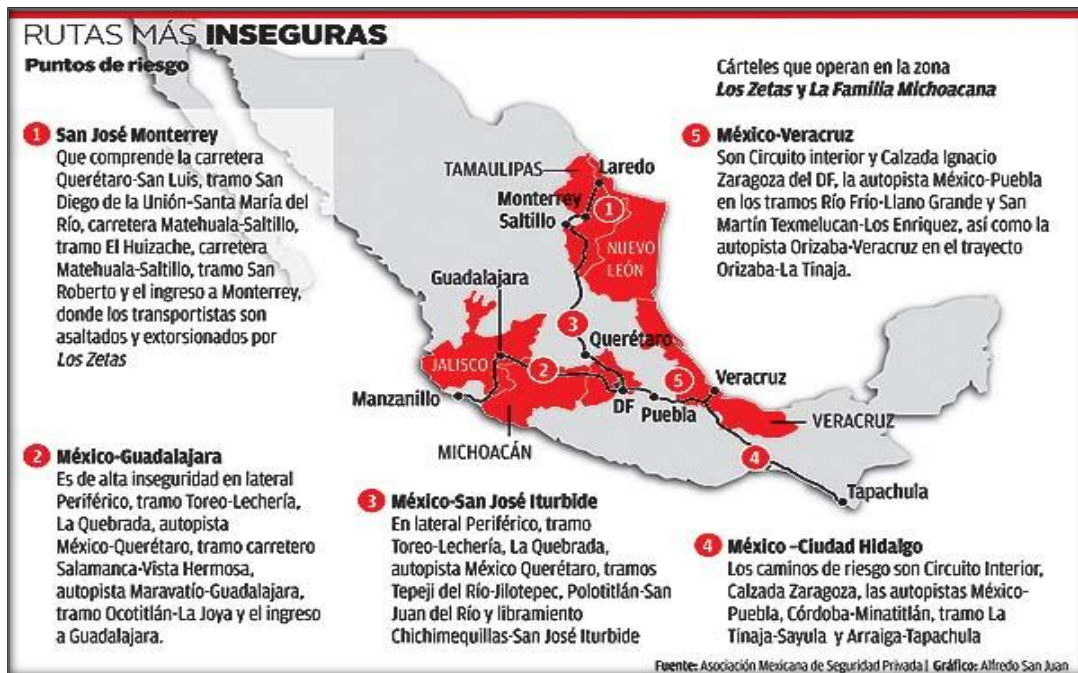 RUTAS MÁS INSEGURAS
Puntos de riesgo
1 San José Monterrey
Que comprende la carretera
Querétaro-San Luis, tramo San
Diego de la Unión-Santa María del
Río, carretera Matehuala-Saltillo,
tramo El Huizache, carretera
Matehuala-Saltillo, tramo San
Roberto y el ingreso a Monterrey,
donde los transportistas son
asaltados y extorsionados por
Los Zetas
2 México-Guadalajara
Es de alta inseguridad en lateral
Periférico, tramo Toreo-Lechería,
La Quebrada, autopista
México-Querétaro, tramo carretero
Salamanca-Vista Hermosa,
autopista Maravatío-Guadalajara,
tramo Ocotitlán-La Joya y el ingreso
a Guadalajara.
TAMAULIPAS
Laredo
Monterrey
1
Saltillo
NUEVO
LEÓN
Guadalajara
3
Querétaro
JALISCO
2
5
Veracruz
Manzanillo
DF
Puebla
VERACRUZ
MICHOACÁN
4
Tapachula
3 México-San José Iturbide
En lateral Periférico, tramo
Toreo-Lechería, La Quebrada,
autopista México Querétaro, tramos
Tepeji del Río-Jilotepec, Polotitlán-San
Juan del Río y libramiento
Chichimequillas-San José Iturbide
Cárteles que operan en la zona
Los Zetas y La Familia Michoacana
5 México-Veracruz
Son Circuito interior y Calzada Ignacio
Zaragoza del DF, la autopista México-Puebla
en los tramos Río Frío-Llano Grande y San
Martín Texmelucan-Los Enriquez, así como la
autopista Orizaba-Veracruz en el trayecto
Orizaba-La Tinaja.
4 México -Ciudad Hidalgo
Los caminos de riesgo son Circuito Interior,
Calzada Zaragoza, las autopistas México-
Puebla, Córdoba-Minatitlán, tramo La
Tinaja-Sayula y Arraiga-Tapachula
Fuente: Asociación Mexicana de Seguridad Privada | Gráfico: Alfredo San Juan